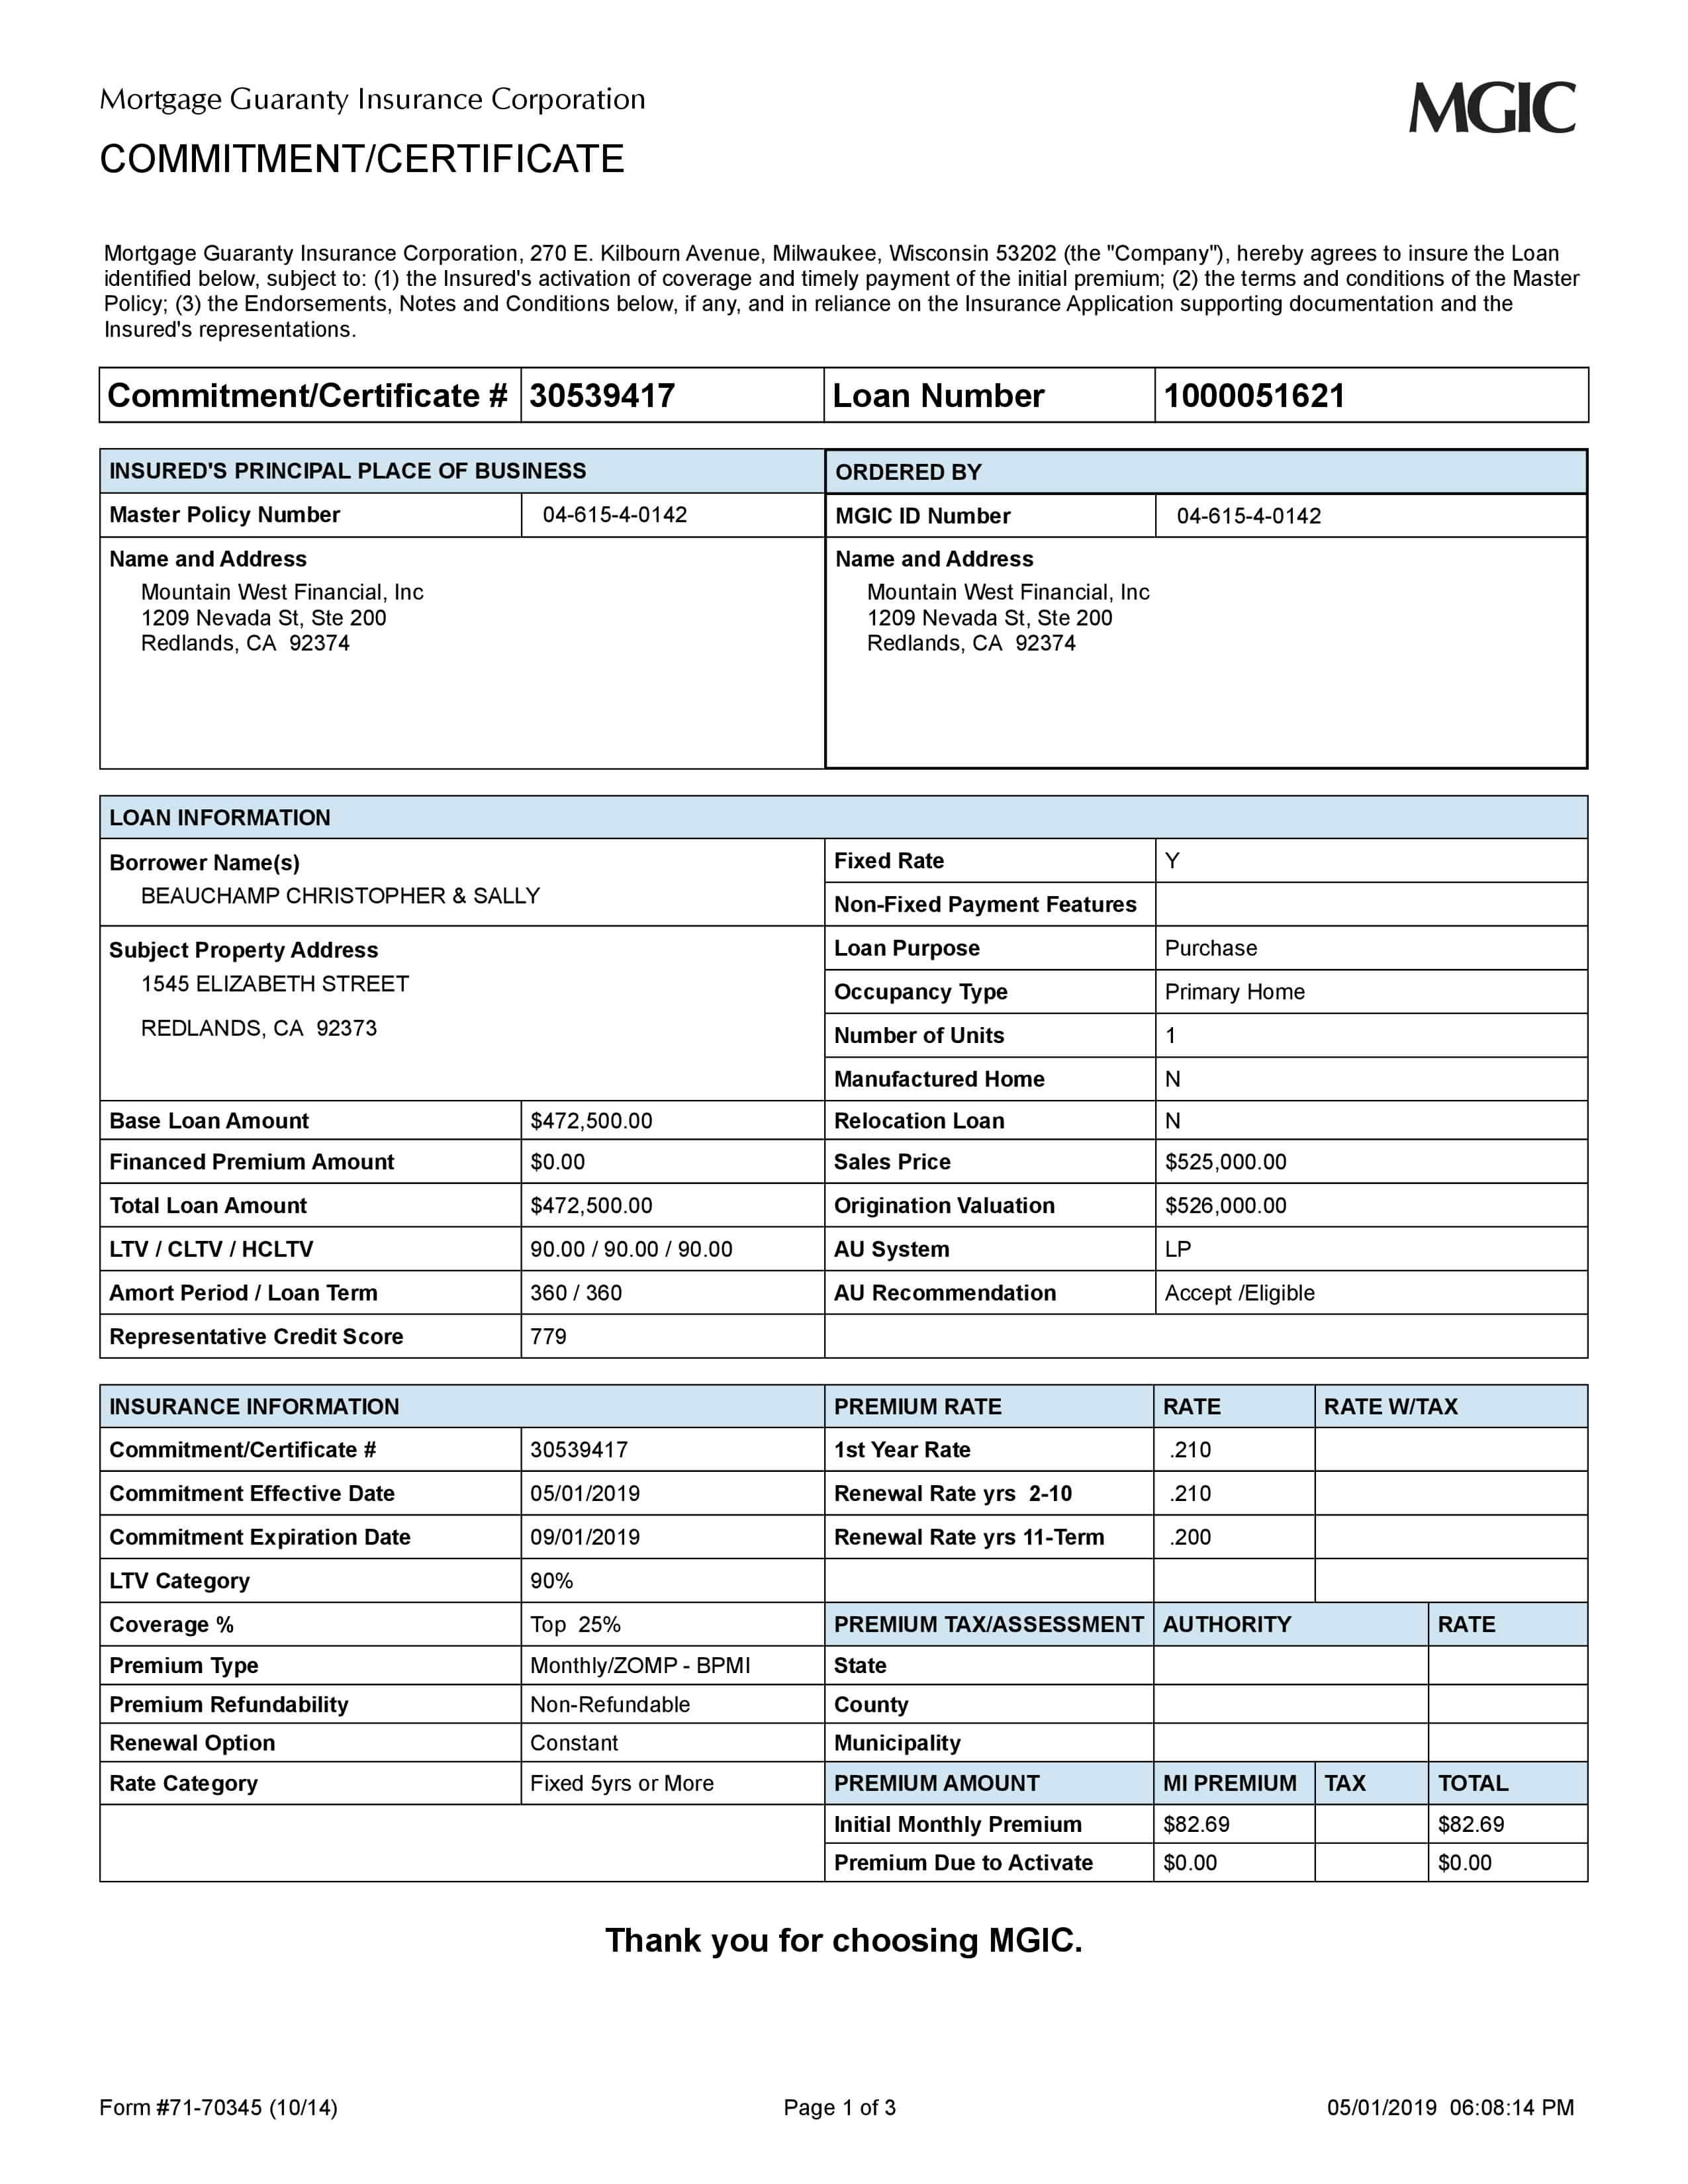 Mortgage Guaranty Insurance Corporation
MGIC
COMMITMENT/CERTIFICATE
Mortgage Guaranty Insurance Corporation, 270 E. Kilbourn Avenue, Milwaukee, Wisconsin 53202 (the "Company"), hereby agrees to insure the Loan
identified below, subject to: (1) the Insured's activation of coverage and timely payment of the initial premium; (2) the terms and conditions of the Master
Policy; (3) the Endorsements, Notes and Conditions below, if any, and in reliance on the Insurance Application supporting documentation and the
Insured's representations.
Commitment/Certificate # 30539417 Loan Number 1000051621
INSURED'S PRINCIPAL PLACE OF BUSINESS
Master Policy Number 04-615-4-0142
Name and Address
Mountain West Financial, Inc
1209 Nevada St, Ste 200
Redlands, CA 92374
ORDERED BY
MGIC ID Number 04-615-4-0142
Name and Address
Mountain West Financial, Inc
1209 Nevada St, Ste 200
Redlands, CA 92374
LOAN INFORMATION
Borrower Name(s)
BEAUCHAMP CHRISTOPHER & SALLY
Subject Property Address
1545 ELIZABETH STREET
REDLANDS, CA 92373
Fixed Rate Y
Non-Fixed Payment Features
Loan Purpose Purchase
Occupancy Type Primary Home
Number of Units 1
Manufactured Home N
Base Loan Amount $472,500.00 Relocation Loan N
Financed Premium Amount $0.00 Sales Price $525,000.00
Total Loan Amount $472,500.00 Origination Valuation $526,000.00
LTV / CLTV / HCLTV 90.00 / 90.00 / 90.00 AU System LP
Amort Period / Loan Term 360 / 360 AU Recommendation Accept /Eligible
Representative Credit Score 779
INSURANCE INFORMATION PREMIUM RATE RATE RATE W/TAX
Commitment/Certificate # 30539417 1st Year Rate .210
Commitment Effective Date 05/01/2019 Renewal Rate yrs 2-10 .210
Commitment Expiration Date 09/01/2019 Renewal Rate yrs 11-Term .200
LTV Category 90%
Coverage % Top 25% PREMIUM TAX/ASSESSMENT AUTHORITY RATE
Premium Type Monthly/ZOMP - BPMI State
Premium Refundability Non-Refundable County
Renewal Option Constant Municipality
Rate Category Fixed 5yrs or More PREMIUM AMOUNT MI PREMIUM TAX TOTAL
Initial Monthly Premium $82.69 $82.69
Premium Due to Activate $0.00 $0.00
Thank you for choosing MGIC.
Form #71-70345 (10/14) Page 1 of 3 05/01/2019 06:08:14 PM